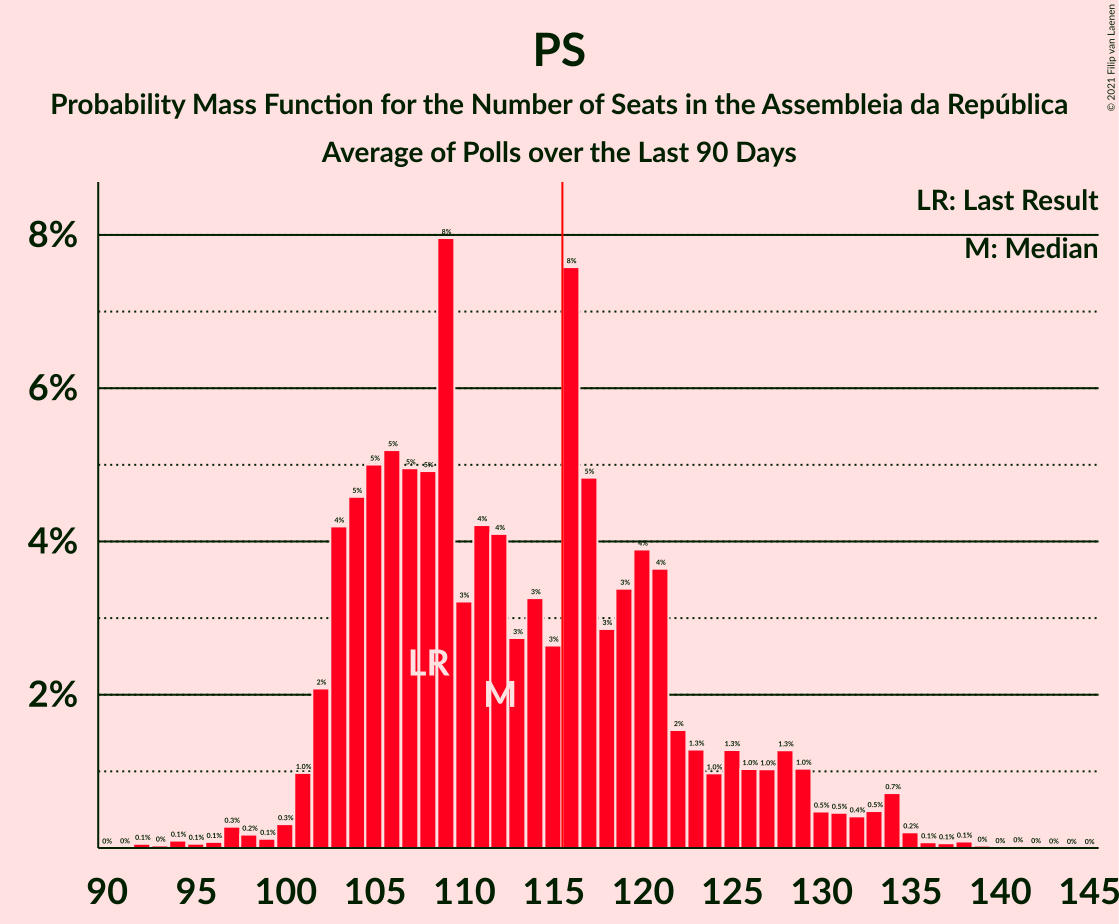 PS
Probability Mass Function for the Number of Seats in the Assembleia da República
Average of Polls over the Last 90 Days
© 2021 Filip van Laenen
LR: Last Result
M: Median
8%
6%
4%
2%
0% 0% 0.1% 0% 0.1% 0.1% 0.1% 0.3% 0.2% 0.1% 0.3% 1.0% 2% 4% 5% 5% 5% 5% 5% 8% 3% 4% 4% 3% 3% 3% 8% 5% 3% 3% 4% 4% 2% 1.3% 1.0% 1.3% 1.0% 1.0% 1.3% 1.0% 0.5% 0.5% 0.4% 0.5% 0.7% 0.2% 0.1% 0.1% 0.1% 0% 0% 0% 0% 0% 0% 0%
LR
M
90 95 100 105 110 115 120 125 130 135 140 145